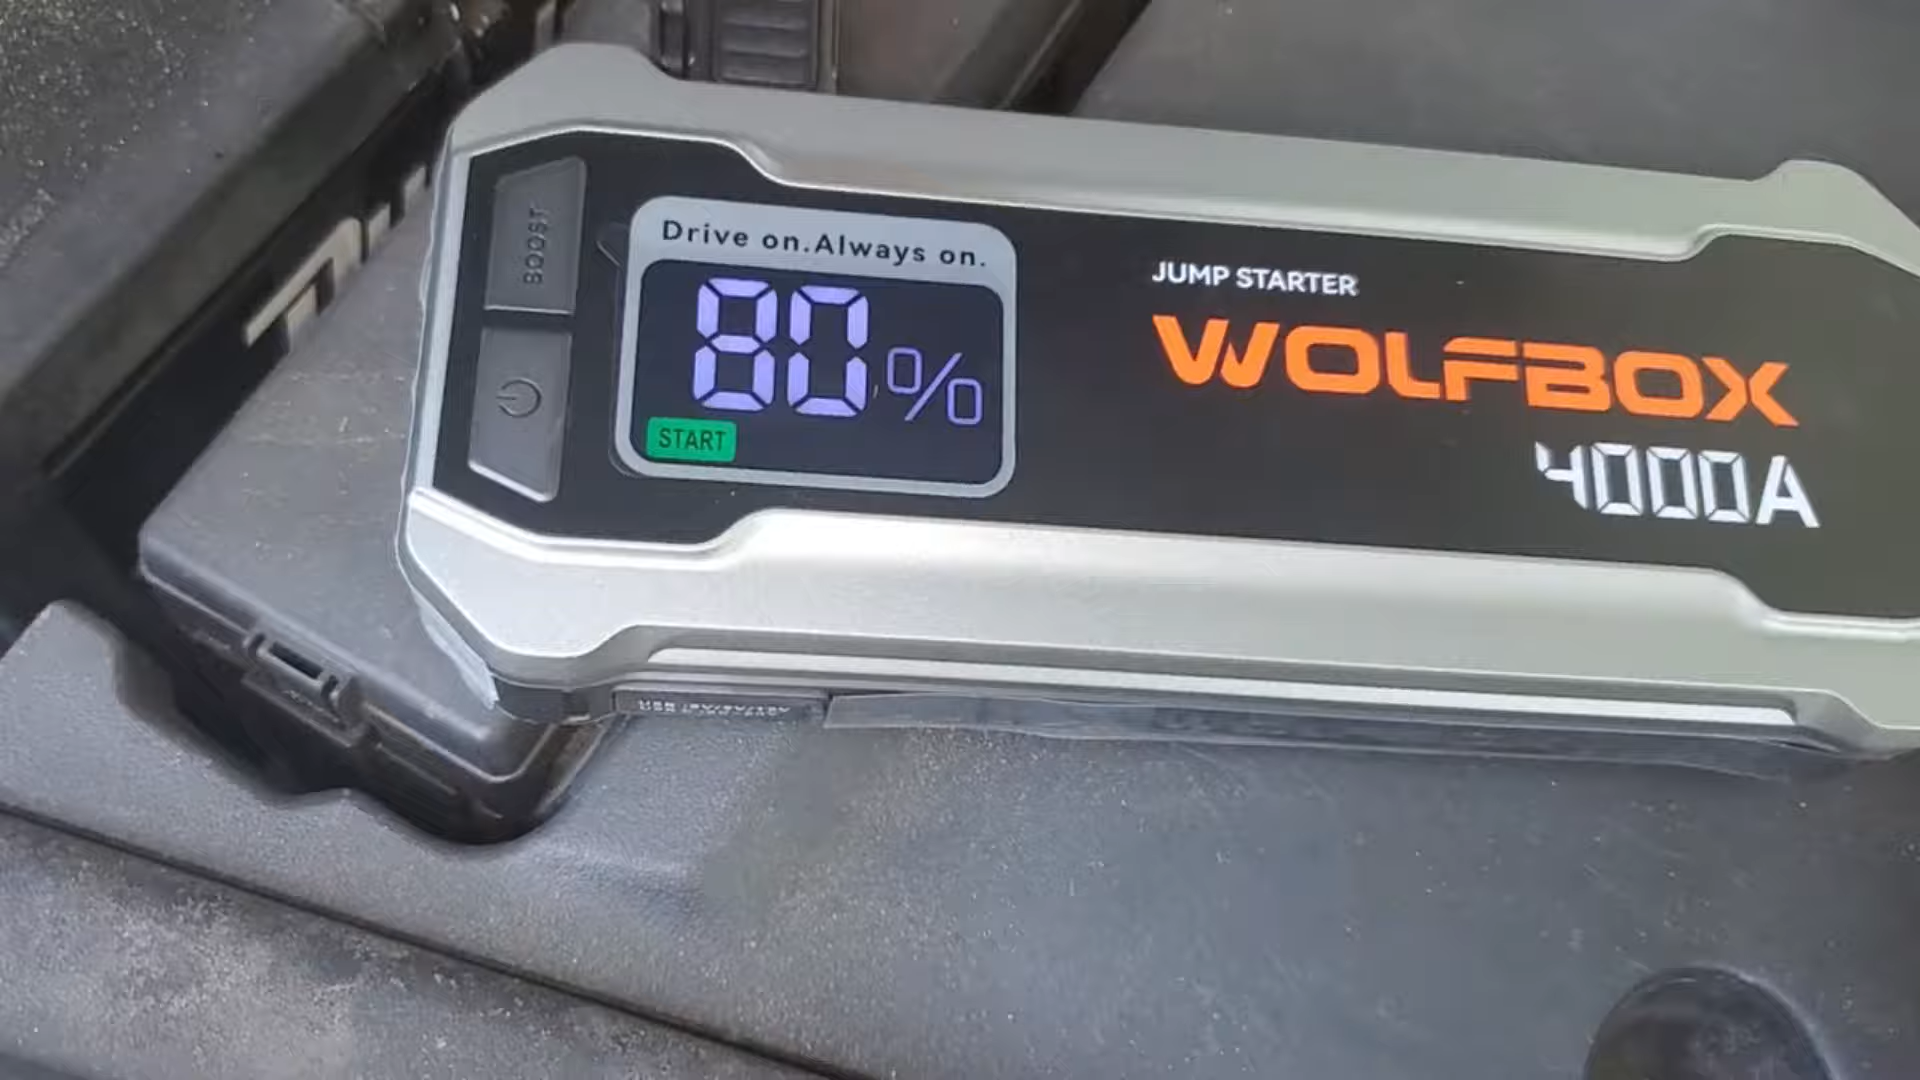 BOOST
Drive on.Always on.
80%
START
JUMP STARTER
WOLFBOX
4000A